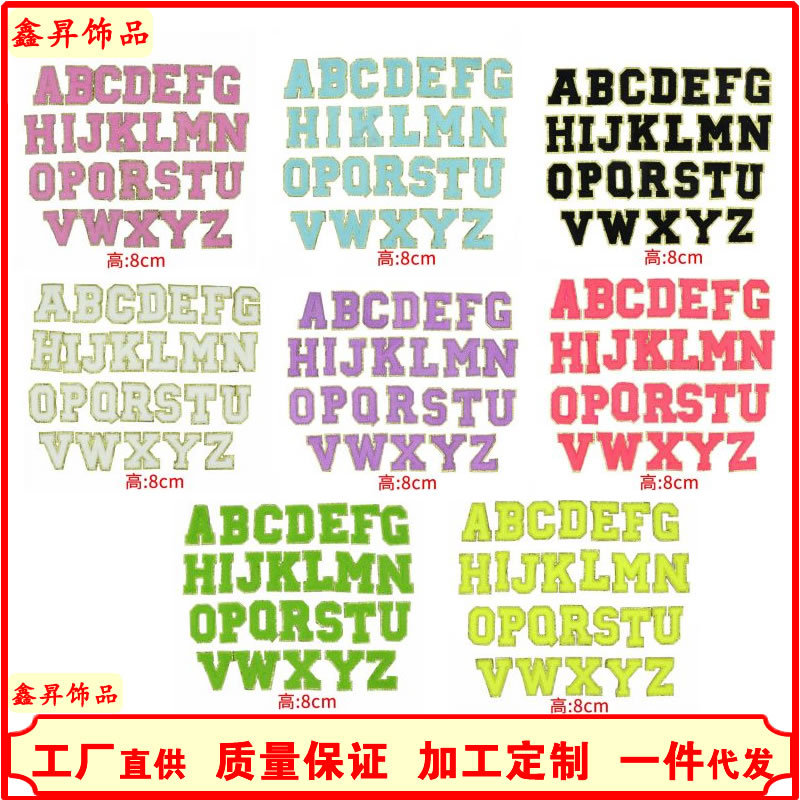 鑫昇饰品
ABCDEFG
HIJKLMN
OPQRSTU
VWXYZ
高:8cm
ABCDEFG
HIKLMN
OPQRSTU
VWXYZ
高:8cm
ABCDEFG
HIJKLMN
OPQRSTU
VWXYZ
高:8cm
ABCDEFG
HIJKLMN
OPQRSTU
VWXYZ
高:8cm
ABCDEFG
HIJKLMN
OPQRSTU
VWXYZ
高:8cm
ABCDEFG
HIJKLMN
OPQRSTU
VWXYZ
高:8cm
ABCDEFG
HIJKLMN
OPQRSTU
VWXYZ
高:8cm
ABCDEFG
HIJKLMN
OPQRSTU
VWXYZ
高:8cm
鑫昇饰品
工厂直供 质量保证 加工定制 一件代发